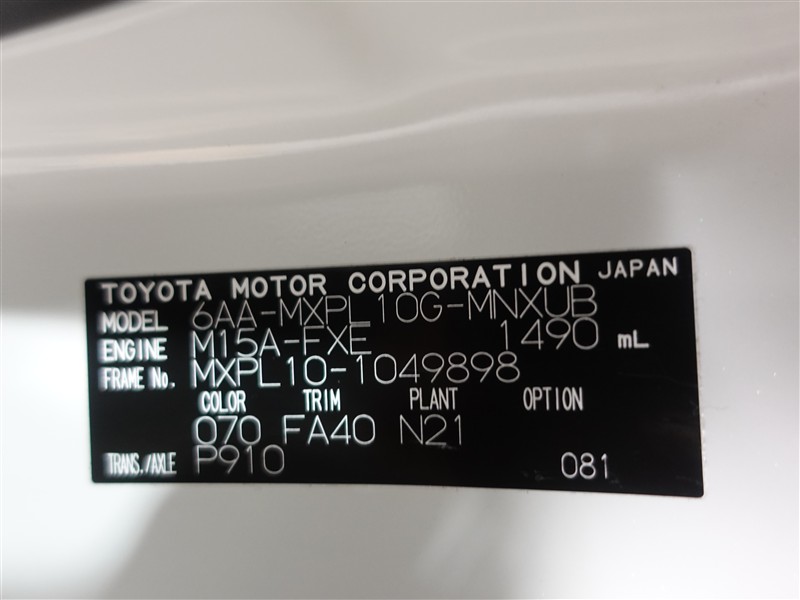 TOYOTA MOTOR CORPORATION JAPAN
MODEL 6AA-MXPL10G-MNXUB
ENGINE M15A-FXE 1490 mL
FRAME No. MXPL10-1049898
COLOR TRIM PLANT OPTION
070 FA40 N21
TRANS./AXLE P910 081